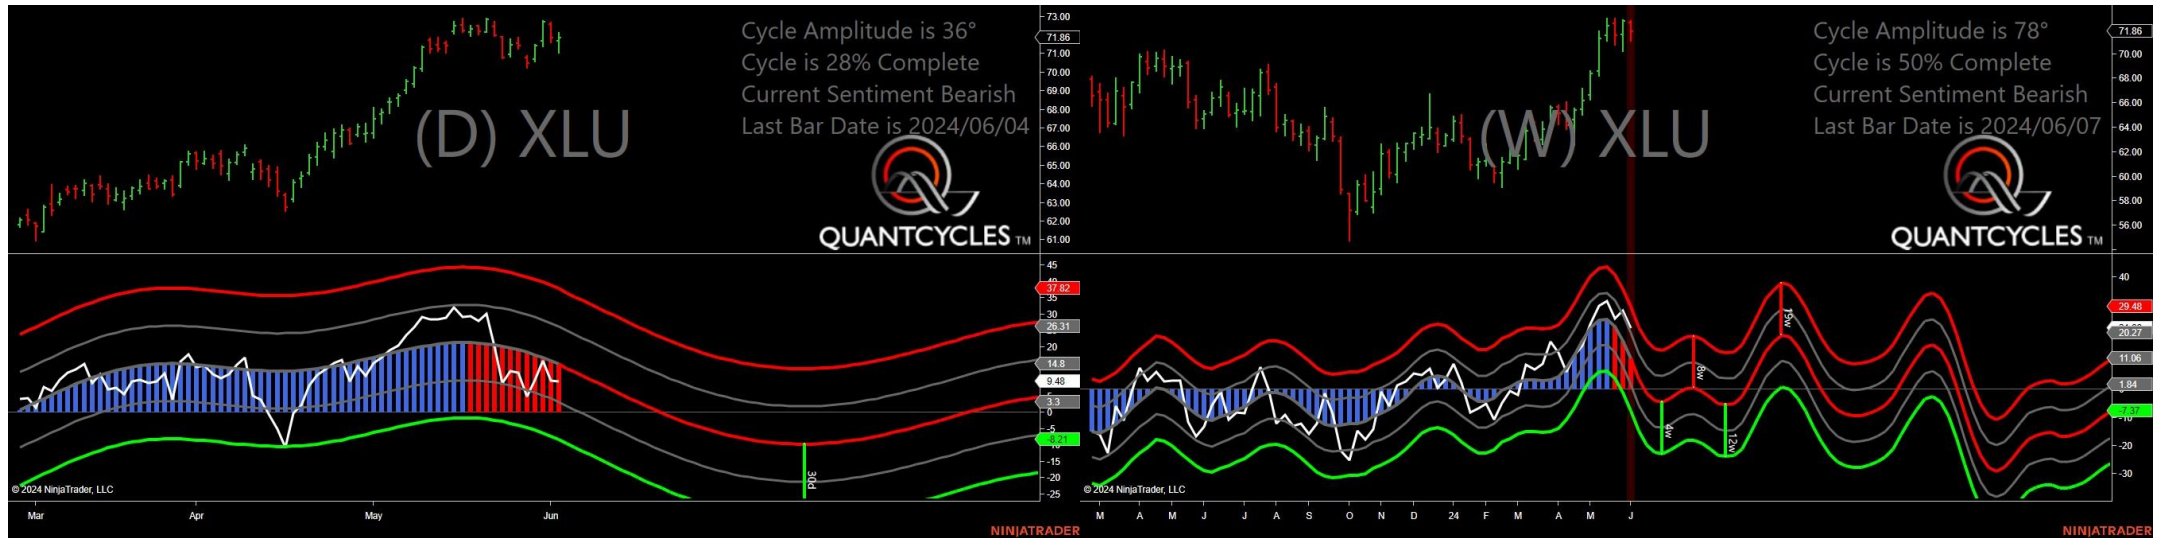 Cycle Amplitude is 36°
Cycle is 28% Complete
Current Sentiment Bearish
Last Bar Date is 2024/06/04
(D) XLU
QUANTCYCLES TM
73.00
71.86
71.00
70.00
69.00
68.00
67.00
66.00
65.00
64.00
63.00
62.00
61.00
45
37.82
35
30
26.31
20
14.8
9.48
3.3
0
-5
-8.21
-15
-20
-25
30d
© 2024 NinjaTrader, LLC
Mar Apr May Jun
NINJATRADER
Cycle Amplitude is 78°
Cycle is 50% Complete
Current Sentiment Bearish
Last Bar Date is 2024/06/07
(W) XLU
QUANTCYCLES TM
71.86
70.00
68.00
66.00
64.00
62.00
60.00
58.00
56.00
40
29.48
20.27
11.06
1.84
-7.37
-20
-30
19w
8w
4w
12w
© 2024 NinjaTrader, LLC
M A M J J A S O N D 24 F M A M J
NINJATRADER